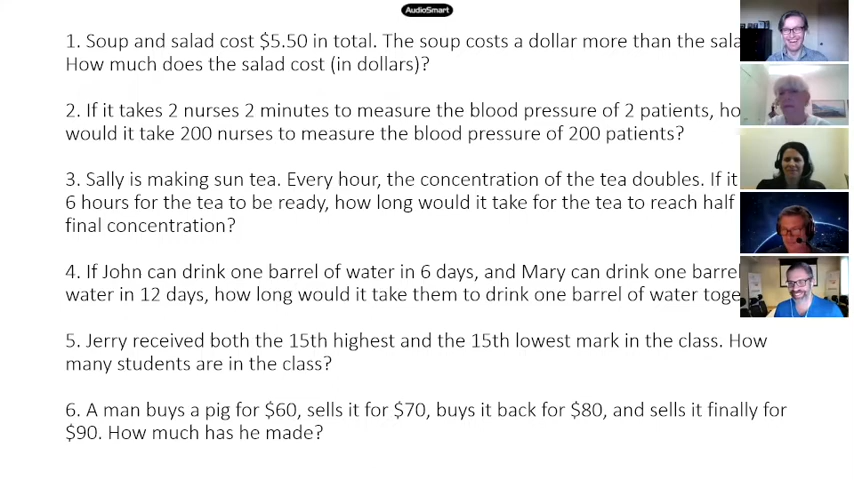 AudioSmart
1. Soup and salad cost $5.50 in total. The soup costs a dollar more than the
How much does the salad cost (in dollars)?
2. If it takes 2 nurses 2 minutes to measure the blood pressure of 2 patients,
would it take 200 nurses to measure the blood pressure of 200 patients?
3. Sally is making sun tea. Every hour, the concentration of the tea doubles. If it
6 hours for the tea to be ready, how long would it take for the tea to reach half
final concentration?
4. If John can drink one barrel of water in 6 days, and Mary can drink one barrel
water in 12 days, how long would it take them to drink one barrel of water
5. Jerry received both the 15th highest and the 15th lowest mark in the class. How
many students are in the class?
6. A man buys a pig for $60, sells it for $70, buys it back for $80, and sells it finally for
$90. How much has he made?